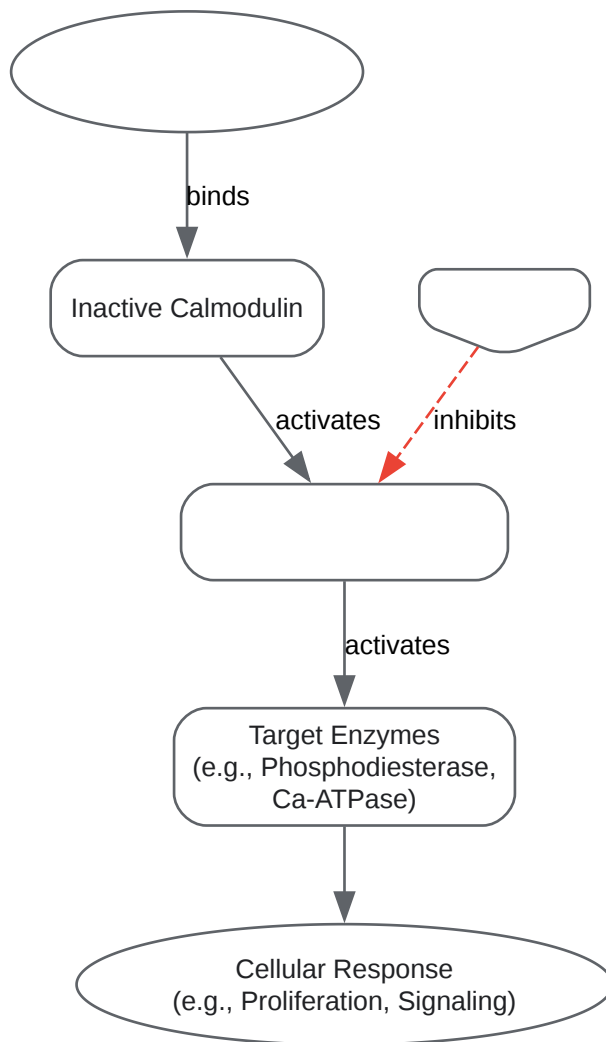 binds
Inactive Calmodulin
activates
inhibits
activates
Target Enzymes
(e.g., Phosphodiesterase,
Ca-ATPase)
Cellular Response
(e.g., Proliferation, Signaling)